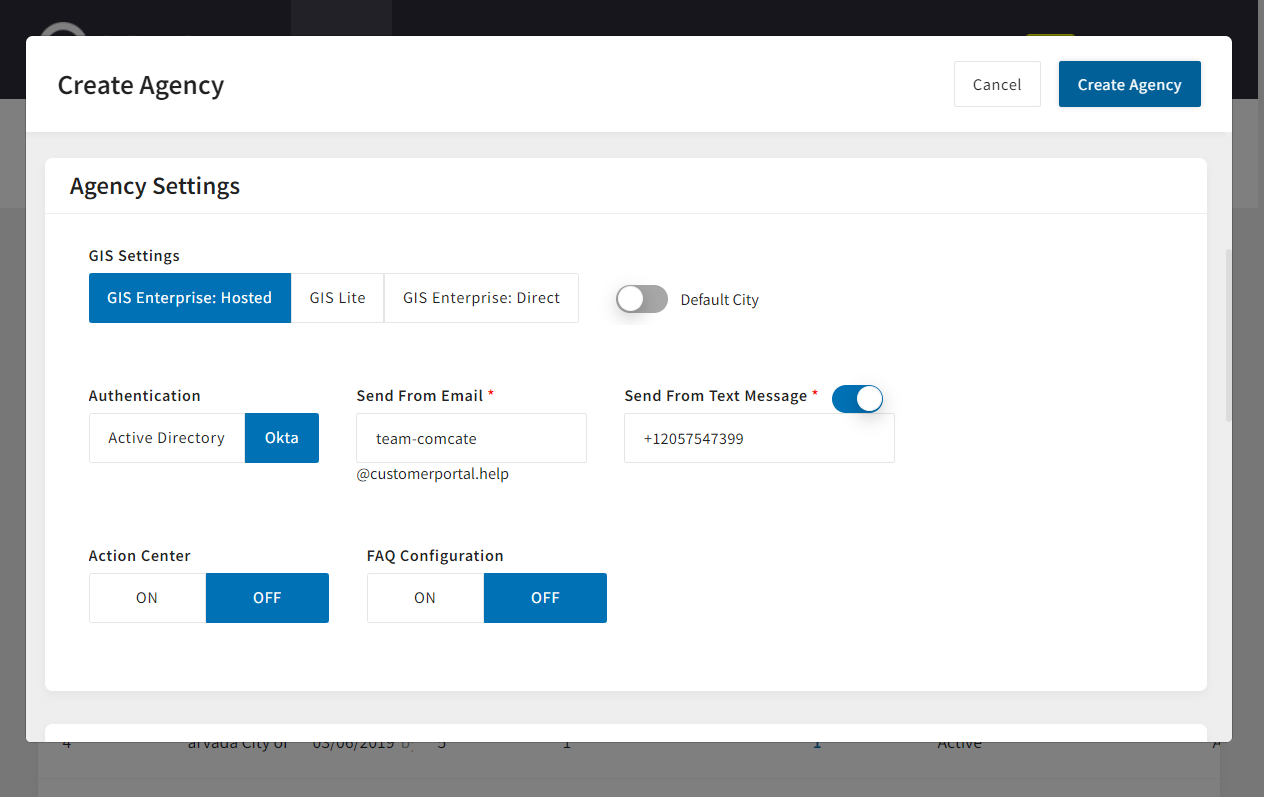 Create Agency
Cancel
Create Agency
Agency Settings
GIS Settings
GIS Enterprise: Hosted
GIS Lite
GIS Enterprise: Direct
Default City
Authentication
Send From Email *
Send From Text Message *
Active Directory
Okta
team-comcate
+12057547399
@customerportal.help
Action Center
FAQ Configuration
ON
OFF
ON
OFF
4 arvada City of 03/06/2019 5 1 1 Active